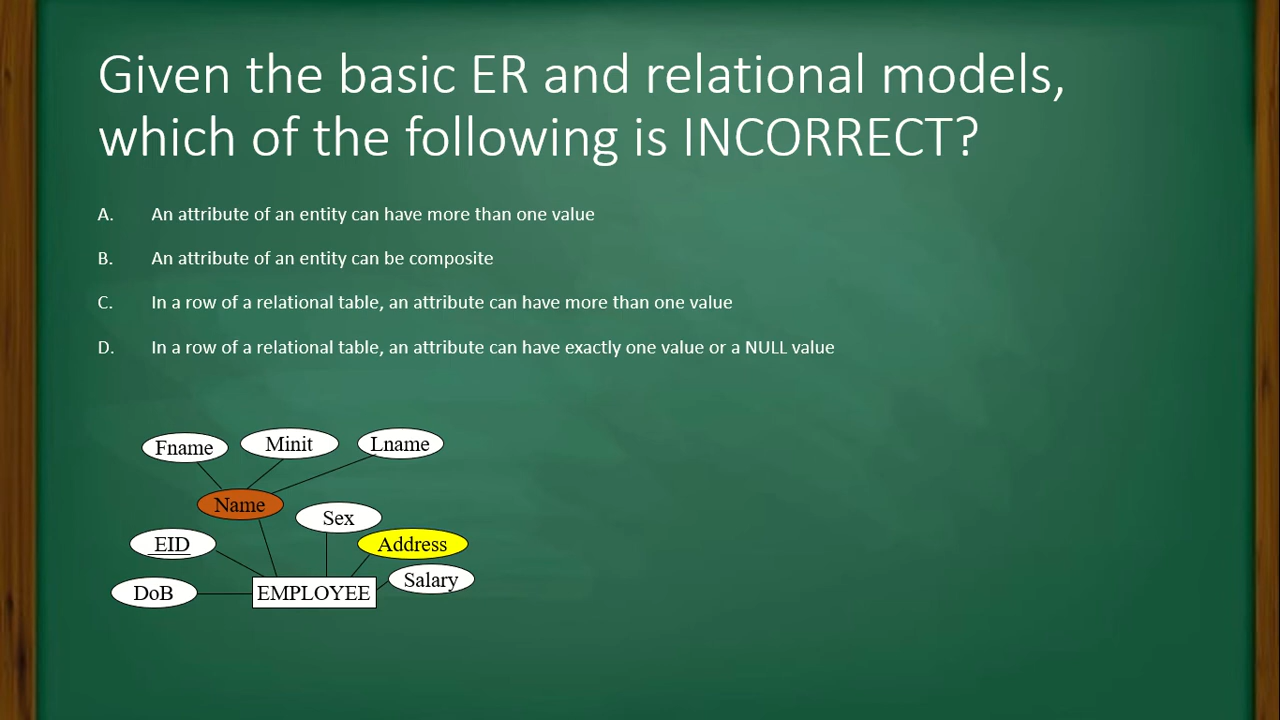 Given the basic ER and relational models,
which of the following is INCORRECT?
A. An attribute of an entity can have more than one value
B. An attribute of an entity can be composite
C. In a row of a relational table, an attribute can have more than one value
D. In a row of a relational table, an attribute can have exactly one value or a NULL value
Fname Minit Lname
Name
Sex
EID
Address
Salary
DoB
EMPLOYEE